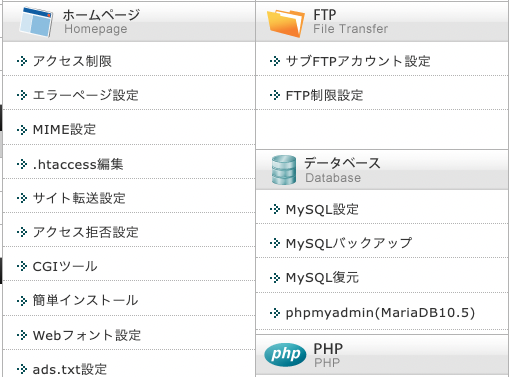 ホームページ
Homepage
アクセス制限
エラーページ設定
MIME設定
.htaccess編集
サイト転送設定
アクセス拒否設定
CGIツール
簡単インストール
Webフォント設定
ads.txt設定
FTP
File Transfer
サブFTPアカウント設定
FTP制限設定
データベース
Database
MySQL設定
MySQLバックアップ
MySQL復元
phpmyadmin(MariaDB10.5)
php
PHP
PHP